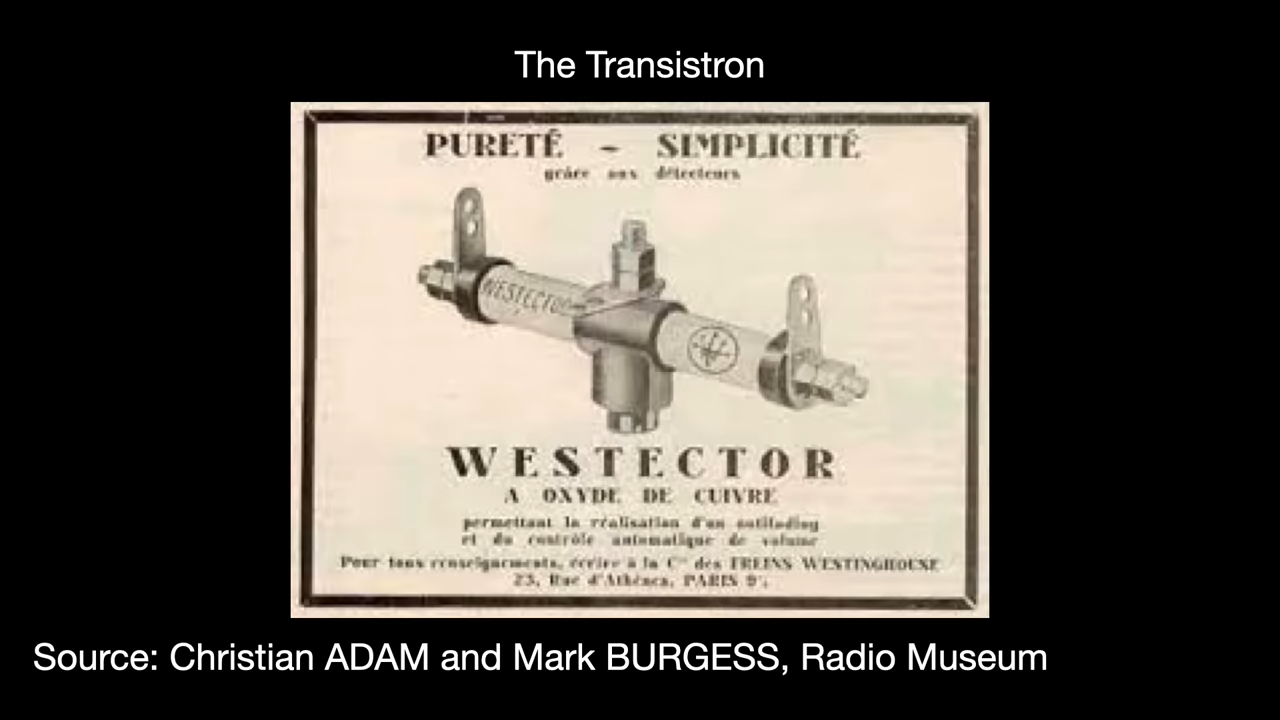 The Transistron
PURETÉ - SIMPLICITÉ
grâce aux détecteurs
WESTECTOR
WESTECTOR
A OXYDE DE CUIVRE
permettant la réalisation d'un antifading
et du contrôle automatique de volume
Pour tous renseignements, écrire à la Cie des FREINS WESTINGHOUSE
23, Rue d'Athènes, PARIS 9e.
Source: Christian ADAM and Mark BURGESS, Radio Museum